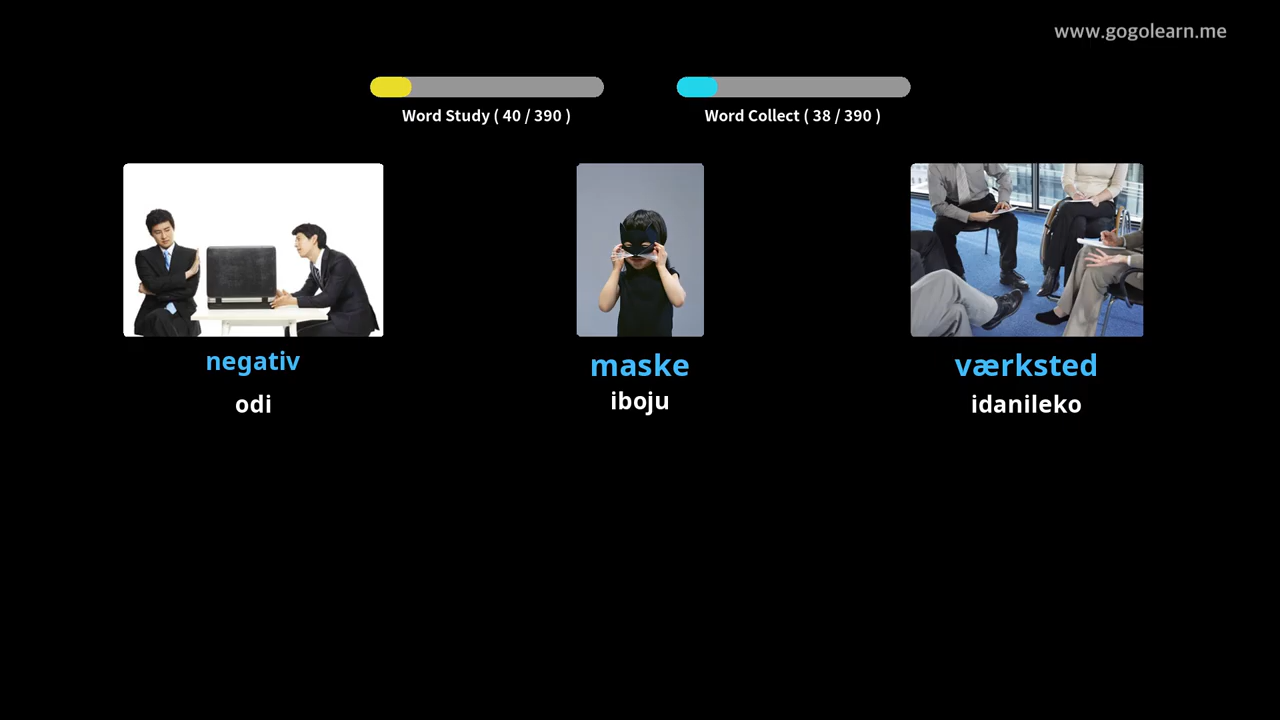 www.gogolearn.me
Word Study ( 40 / 390 )
Word Collect ( 38 / 390 )
negativ
odi
maske
iboju
værksted
idanileko